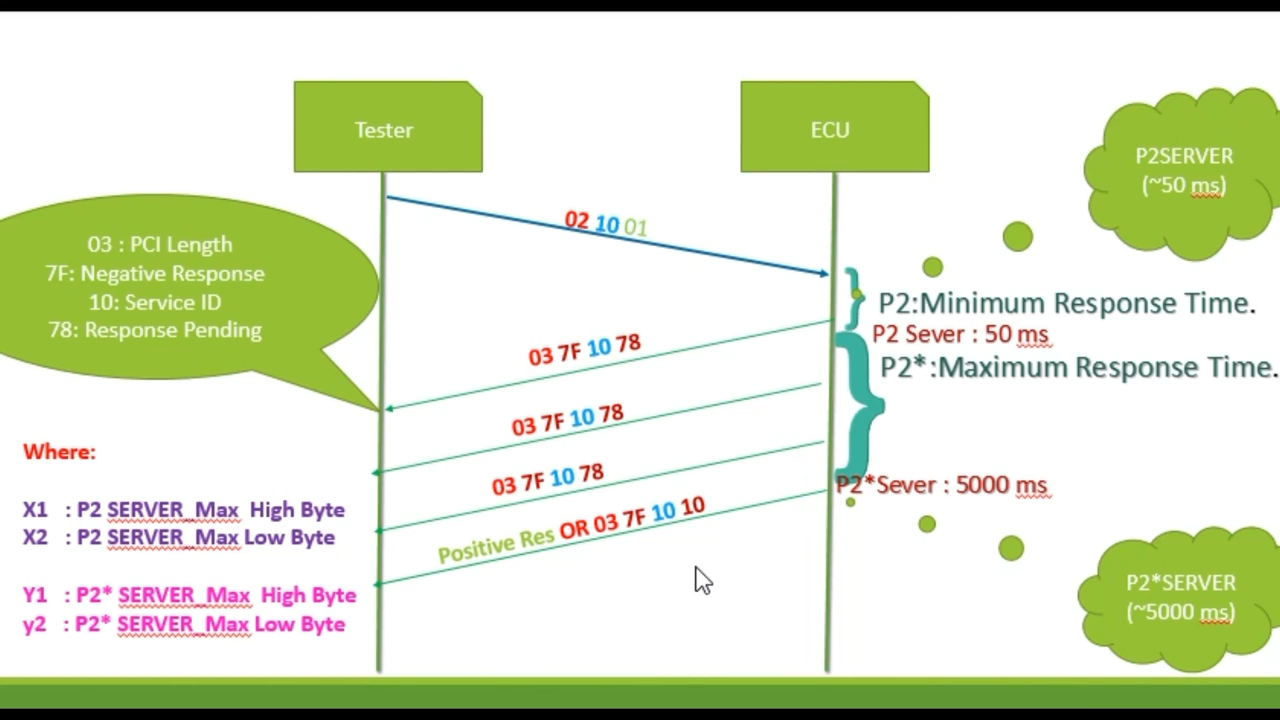 Tester
ECU
P2SERVER
(~50 ms)
02 10 01
03 : PCI Length
7F: Negative Response
10: Service ID
78: Response Pending
P2:Minimum Response Time.
P2 Sever : 50 ms
03 7F 10 78
P2*:Maximum Response Time.
03 7F 10 78
03 7F 10 78
P2*Sever : 5000 ms
Positive Res OR 03 7F 10 10
Where:
X1 : P2 SERVER_Max High Byte
X2 : P2 SERVER_Max Low Byte
Y1 : P2* SERVER_Max High Byte
y2 : P2* SERVER_Max Low Byte
P2*SERVER
(~5000 ms)